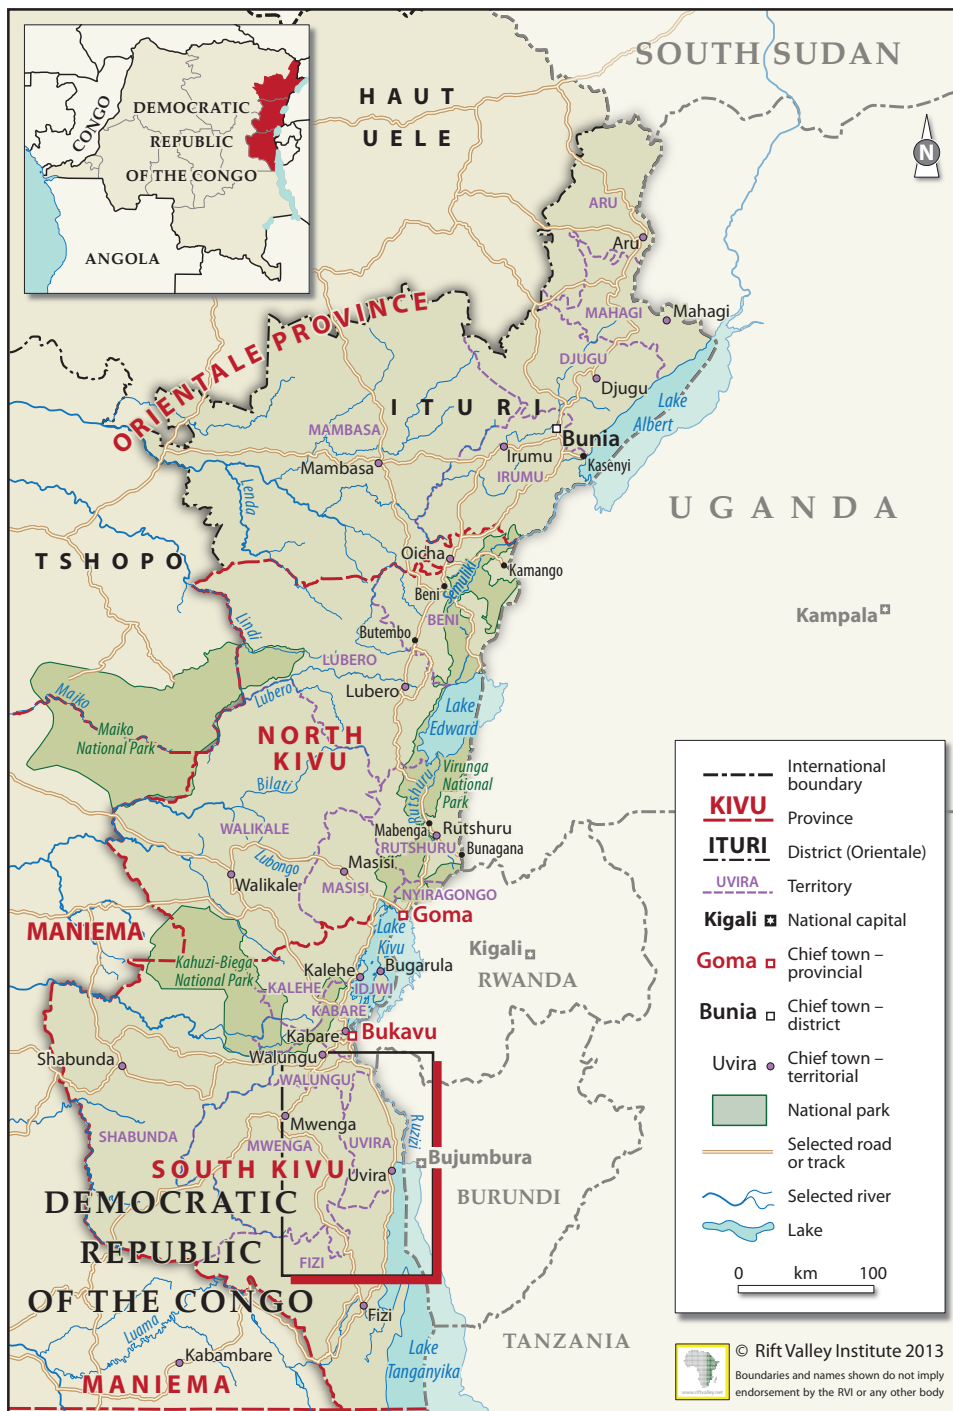 SOUTH SUDAN
HAUT
UELE
DEMOCRATIC
REPUBLIC
OF THE CONGO
CONGO
ANGOLA
N
ARU
Aru
ORIENTALE PROVINCE
MAHAGI
Mahagi
DJUGU
Djugu
Lake
Albert
ITURI
MAMBASA
Mambasa
Bunia
Irumu
IRUMU
Kasenyi
UGANDA
Lenda
TSHOPO
Oicha
Semuliki
Kamango
Beni
BENI
Kampala
Lindi
Butembo
LUBERO
Lubero
Lubero
Maiko
Maiko
National Park
Lake
Edward
NORTH
KIVU
Virunga
National
Park
Bilati
Rutshuru
WALIKALE
Mabenga
Rutshuru
RUTSHURU
Bunagana
Lubongo
Masisi
Walikale
MASISI
NYIRAGONGO
Goma
MANIEMA
Lake
Kivu
Kigali
RWANDA
Kahuzi-Biega
National Park
Kalehe
Bugarula
KALEHE
IDJWI
KABARE
Kabare
Bukavu
Shabunda
Walungu
WALUNGU
Mwenga
SHABUNDA
MWENGA
UVIRA
Ruzizi
SOUTH KIVU
Uvira
Bujumbura
BURUNDI
DEMOCRATIC
REPUBLIC
OF THE CONGO
FIZI
Fizi
Luama
Kabambare
MANIEMA
Lake
Tanganyika
TANZANIA
International
boundary
KIVU Province
ITURI District (Orientale)
UVIRA Territory
Kigali National capital
Goma Chief town –
provincial
Bunia Chief town –
district
Uvira Chief town –
territorial
National park
Selected road
or track
Selected river
Lake
0 km 100
© Rift Valley Institute 2013
Boundaries and names shown do not imply
endorsement by the RVI or any other body
www.riftvalley.net